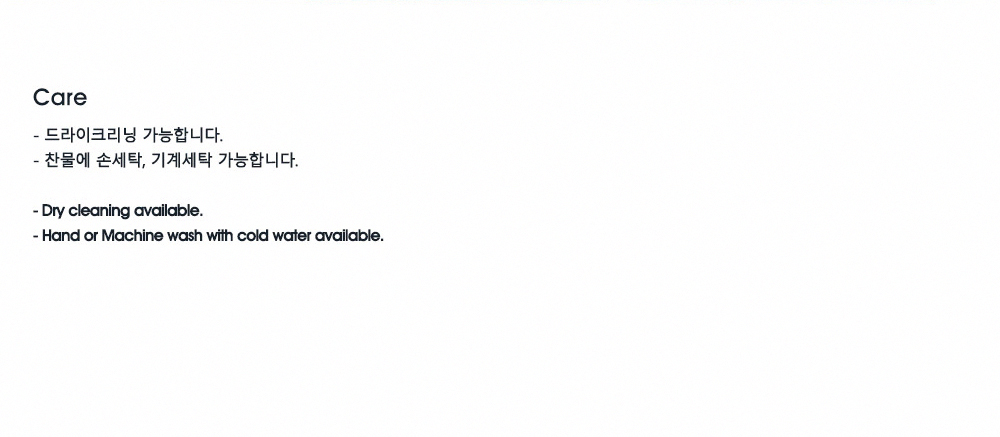 Care
- 드라이크리닝 가능합니다.
- 찬물에 손세탁, 기계세탁 가능합니다.
- Dry cleaning available.
- Hand or Machine wash with cold water available.